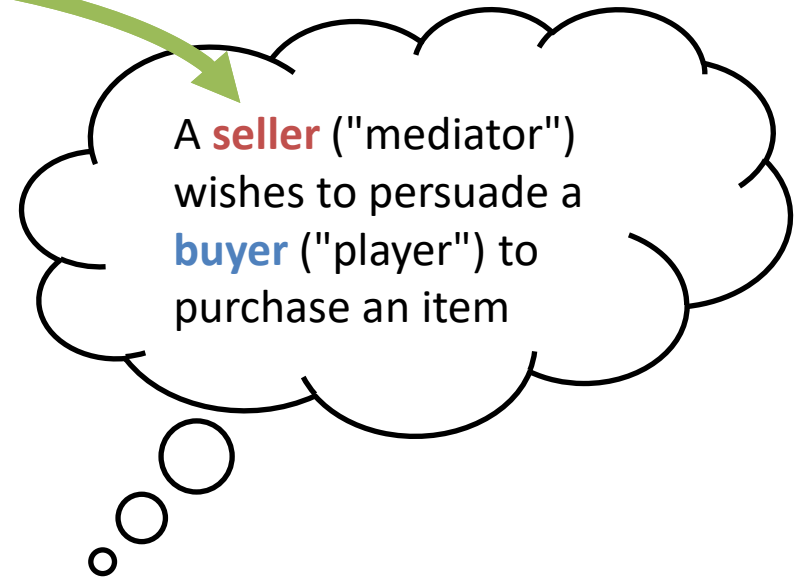 A seller ("mediator")
wishes to persuade a
buyer ("player") to
purchase an item